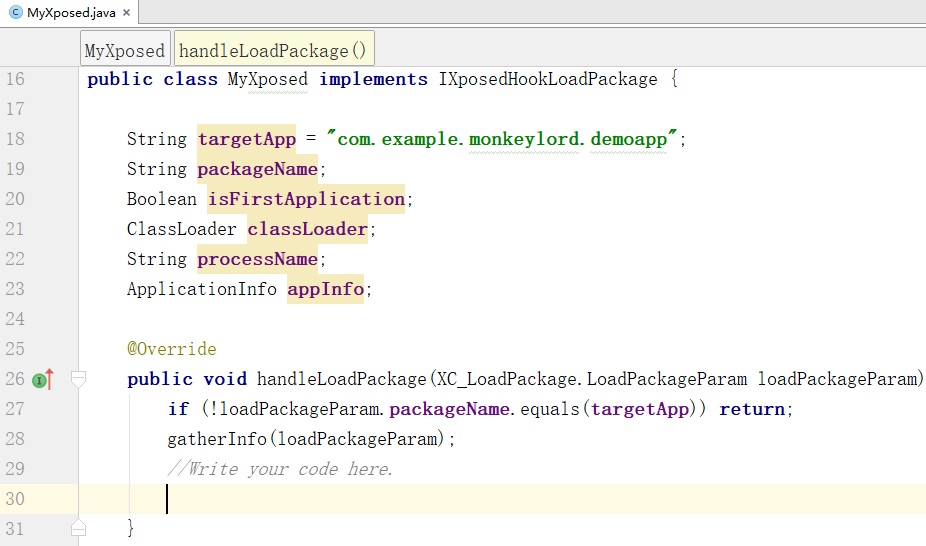 MyXposed.java ×
MyXposed handleLoadPackage()
16 public class MyXposed implements IXposedHookLoadPackage {
17
18 String targetApp = "com.example.monkeylord.demoapp";
19 String packageName;
20 Boolean isFirstApplication;
21 ClassLoader classLoader;
22 String processName;
23 ApplicationInfo appInfo;
24
25 @Override
26 public void handleLoadPackage(XC_LoadPackage.LoadPackageParam loadPackageParam)
27 if (!loadPackageParam.packageName.equals(targetApp)) return;
28 gatherInfo(loadPackageParam);
29 //Write your code here.
30
31 }